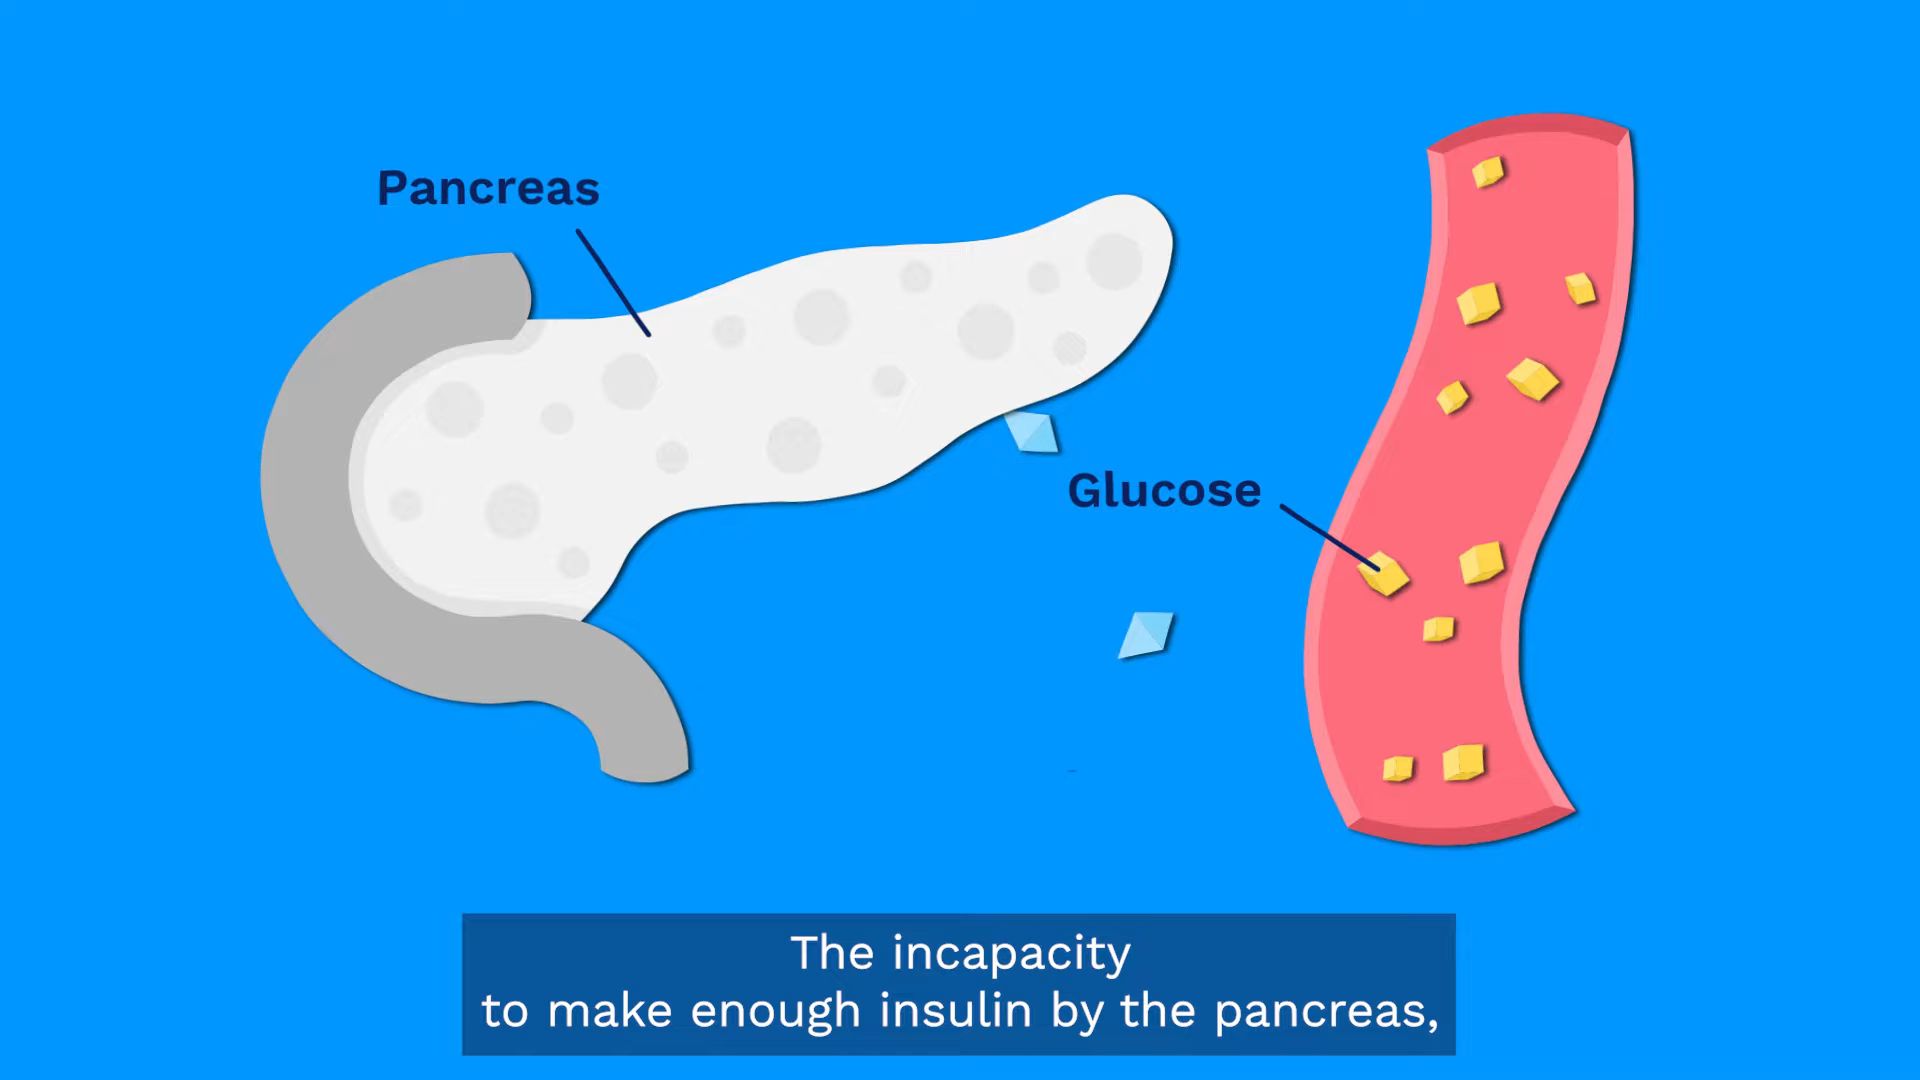 Pancreas
Glucose
The incapacity
to make enough insulin by the pancreas,